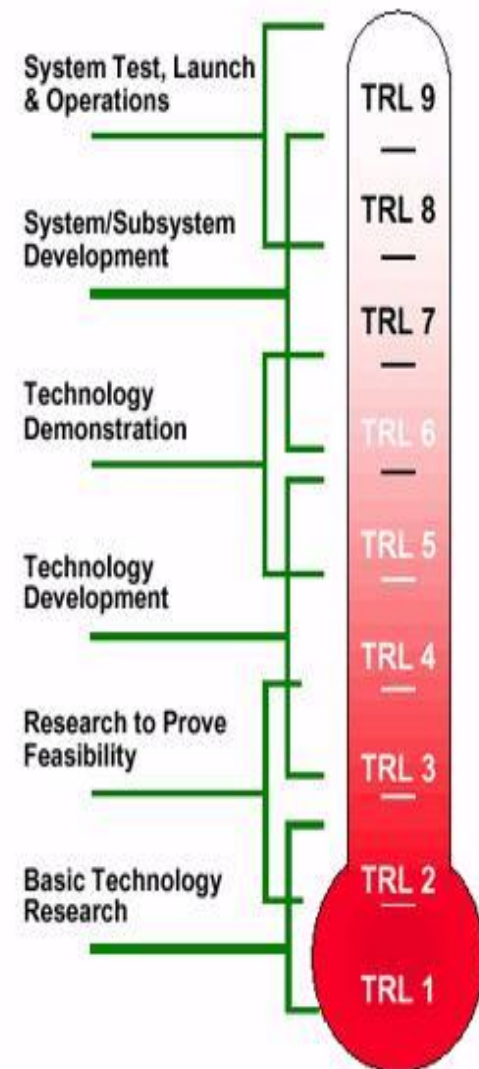 System Test, Launch
& Operations
System/Subsystem
Development
Technology
Demonstration
Technology
Development
Research to Prove
Feasibility
Basic Technology
Research
TRL 9
TRL 8
TRL 7
TRL 6
TRL 5
TRL 4
TRL 3
TRL 2
TRL 1